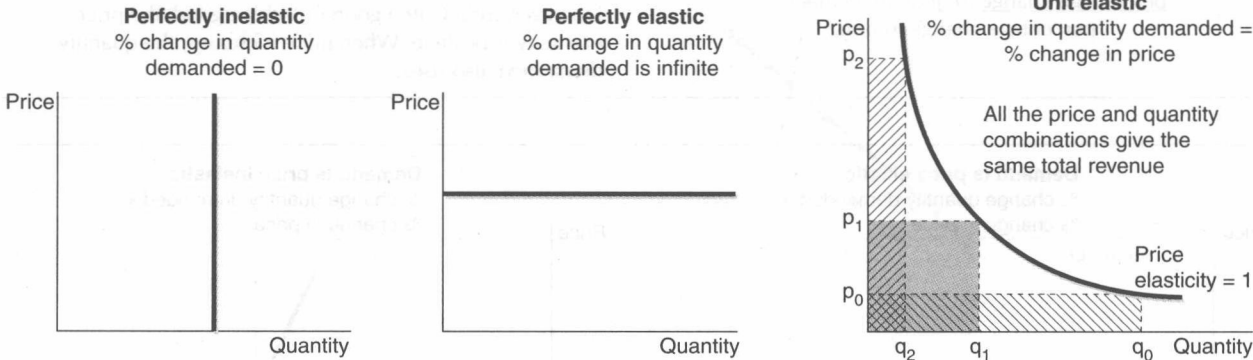 Perfectly inelastic
% change in quantity
demanded = 0
Price
Quantity
Perfectly elastic
% change in quantity
demanded is infinite
Price
Quantity
Unit elastic
Price
% change in quantity demanded =
% change in price
p2
All the price and quantity
combinations give the
same total revenue
p1
Price
elasticity = 1
p0
q2
q1
q0
Quantity